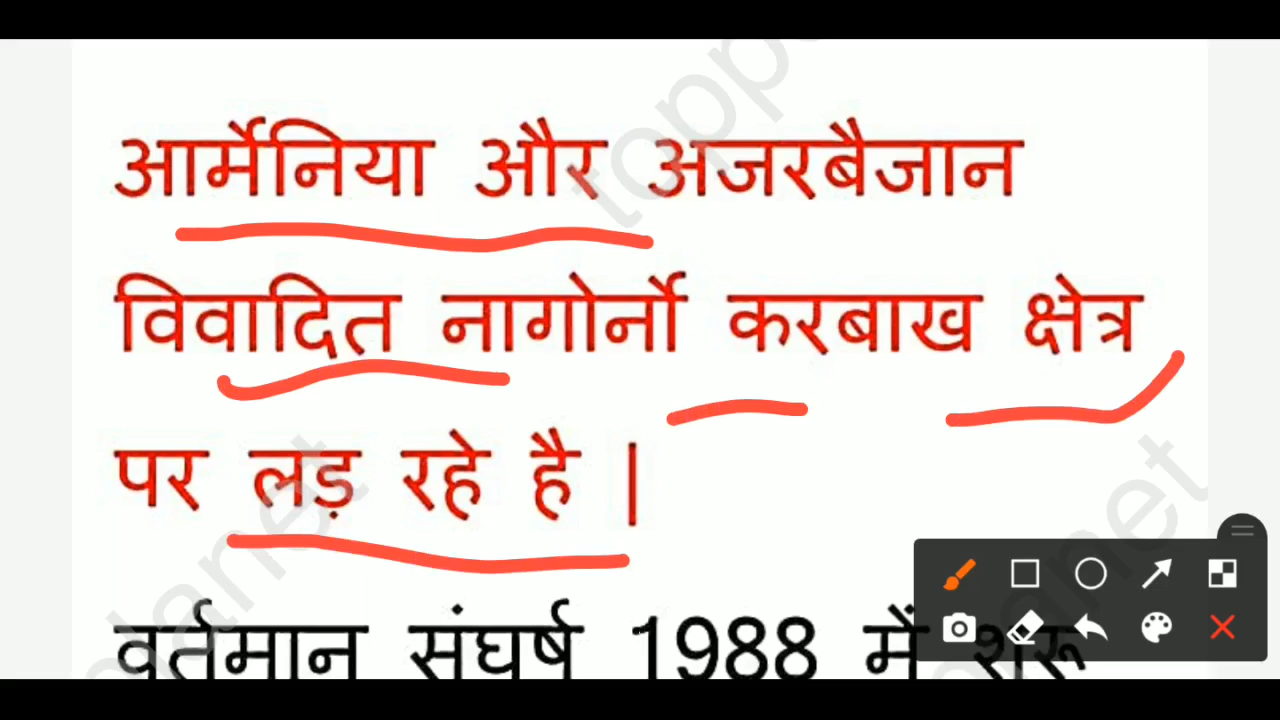 आर्मेनिया और अजरबैजान
विवादित नागोर्नो करबाख क्षेत्र
पर लड़ रहे है |
वर्तमान संघर्ष 1988 में शुरू